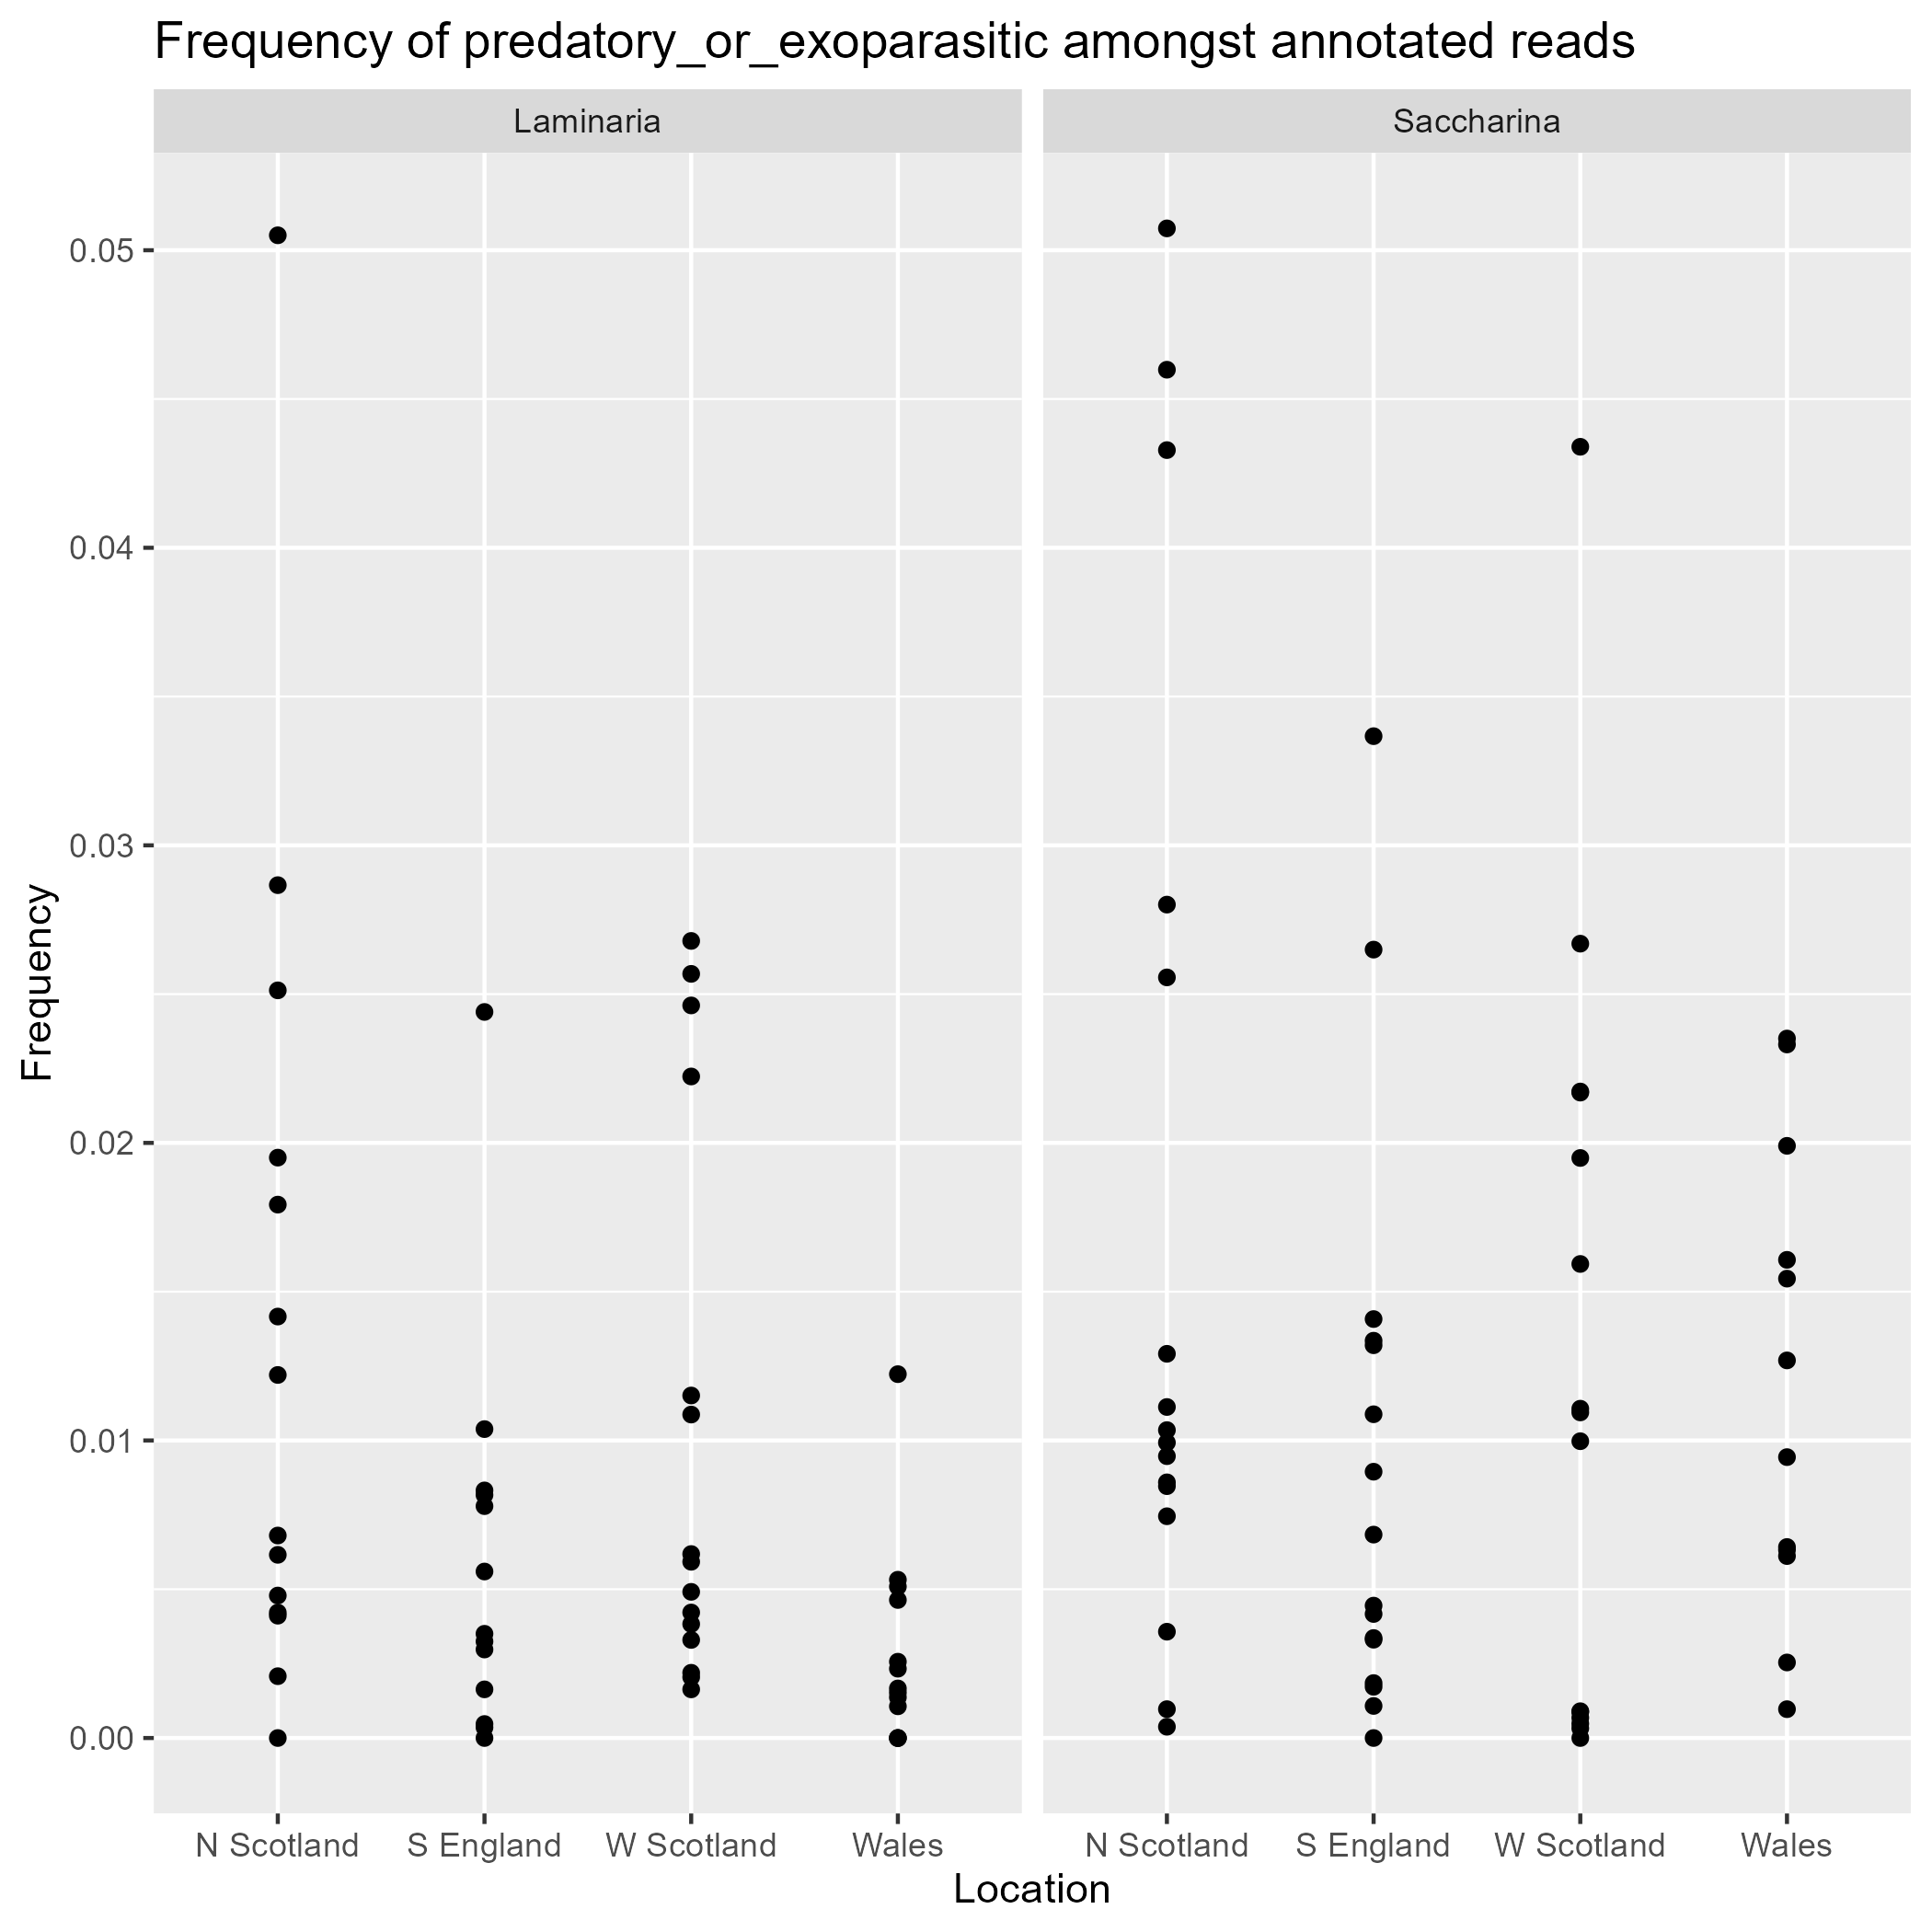 Frequency of predatory_or_exoparasitic amongst annotated reads
Laminaria
Saccharina
Frequency
0.05
0.04
0.03
0.02
0.01
0.00
N Scotland S England W Scotland Wales
N Scotland S England W Scotland Wales
Location